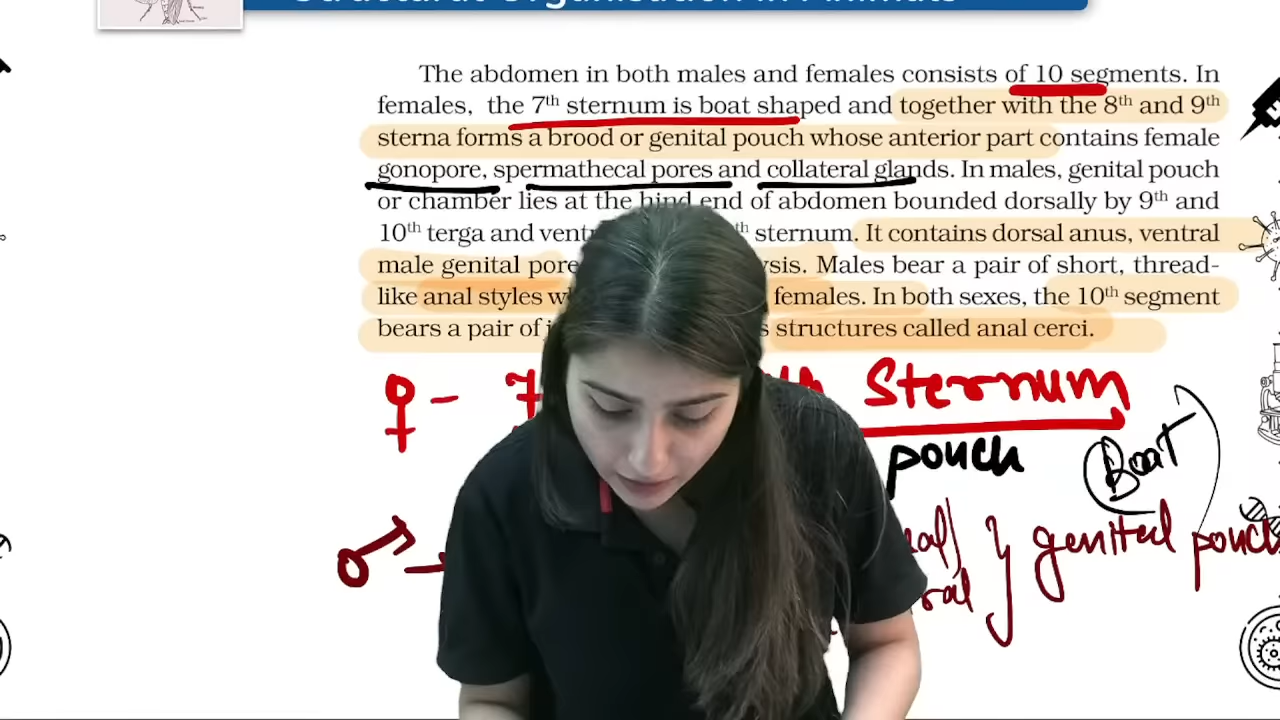 Structural Organisation in Animals
The abdomen in both males and females consists of 10 segments. In
females, the 7th sternum is boat shaped and together with the 8th and 9th
sterna forms a brood or genital pouch whose anterior part contains female
gonopore, spermathecal pores and collateral glands. In males, genital pouch
or chamber lies at the hind end of abdomen bounded dorsally by 9th and
10th terga and sternum. It contains dorsal anus, ventral
male genital pore Males bear a pair of short, thread-
like anal styles females. In both sexes, the 10th segment
bears a pair of structures called anal cerci.
♀ - 7 Sternum
pouch
Boat
♂ genital pouch